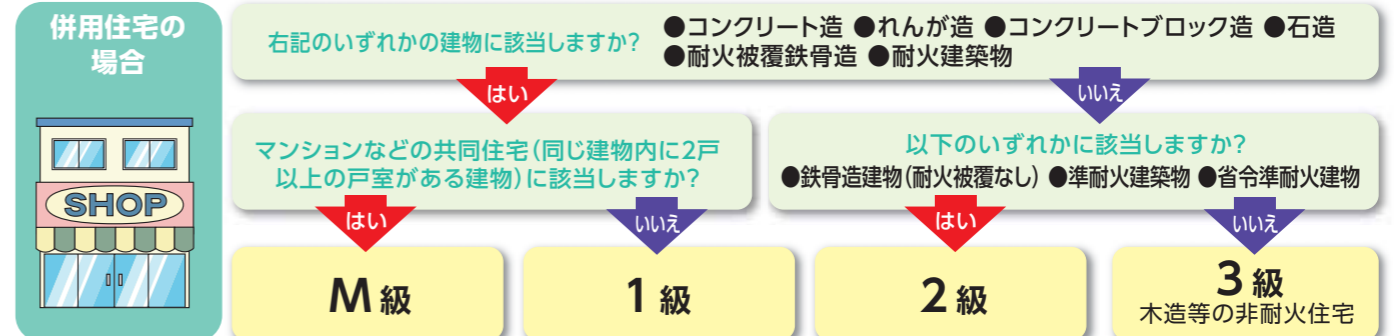 併用住宅の
場合
右記のいずれかの建物に該当しますか?
●コンクリート造 ●れんが造 ●コンクリートブロック造 ●石造
●耐火被覆鉄骨造 ●耐火建築物
はい
いいえ
マンションなどの共同住宅(同じ建物内に2戸
以上の戸室がある建物)に該当しますか?
以下のいずれかに該当しますか?
●鉄骨造建物(耐火被覆なし) ●準耐火建築物 ●省令準耐火建物
SHOP
はい
いいえ
はい
いいえ
M級
1級
2級
3級
木造等の非耐火住宅